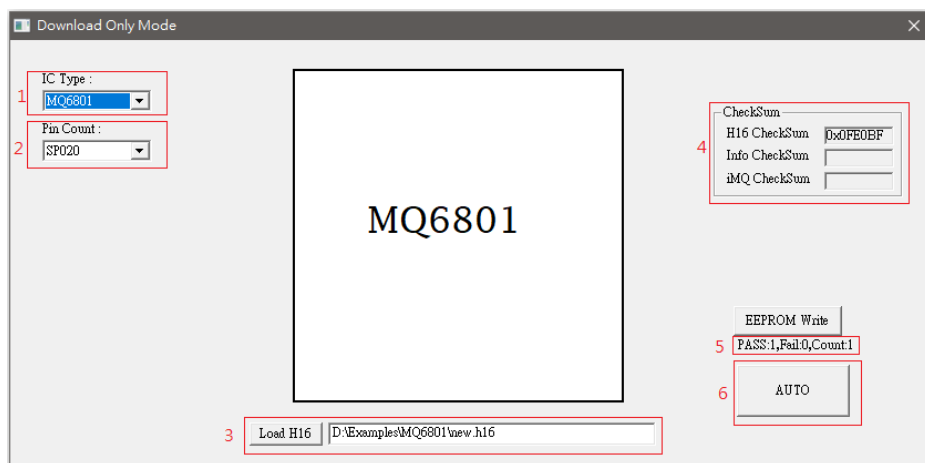 Download Only Mode
IC Type :
1
MQ6801
Pin Count :
2
SP020
MQ6801
CheckSum
4
H16 CheckSum 0x0FE0BF
Info CheckSum
iMQ CheckSum
EEPROM Write
5 PASS:1,Fail:0,Count:1
6 AUTO
3 Load H16 D:\Examples\MQ6801\new.h16